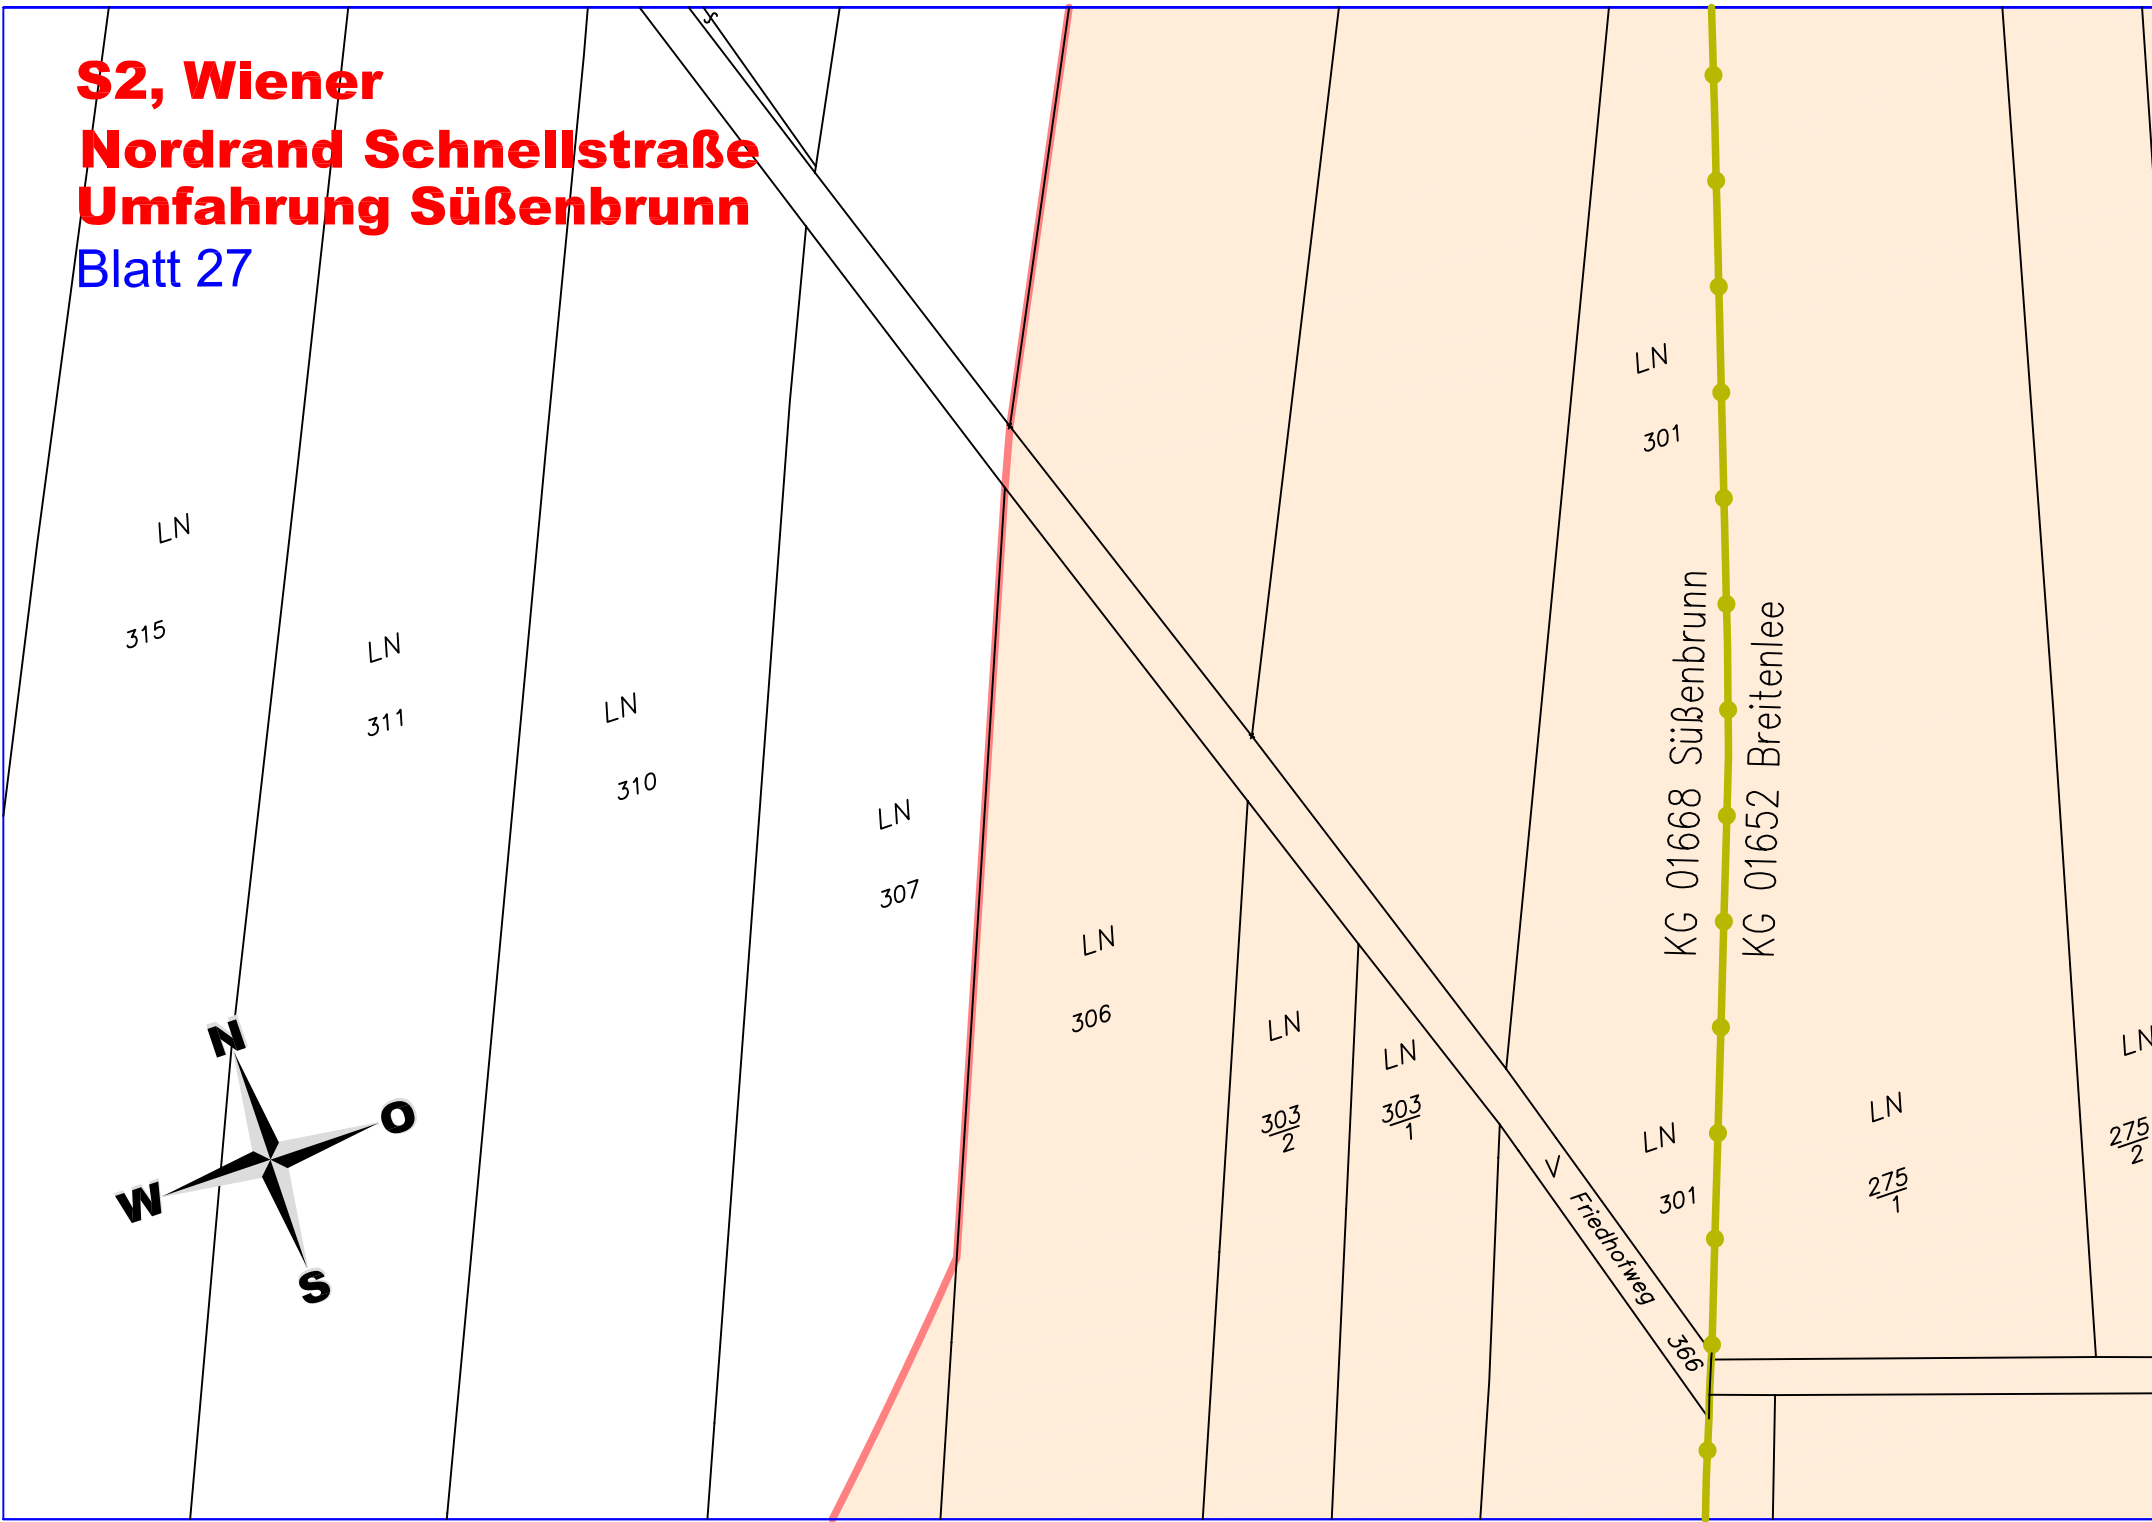 S2, Wiener
Nordrand Schnellstraße
Umfahrung Süßenbrunn
Blatt 27
LN
301
LN
315
LN
311
LN
310
LN
307
KG 01668 Süßenbrunn
KG 01652 Breitenlee
LN
306
LN
303
2
LN
303
1
LN
301
LN
275
1
LN
275
2
V Friedhofweg
366
N
O
W
S